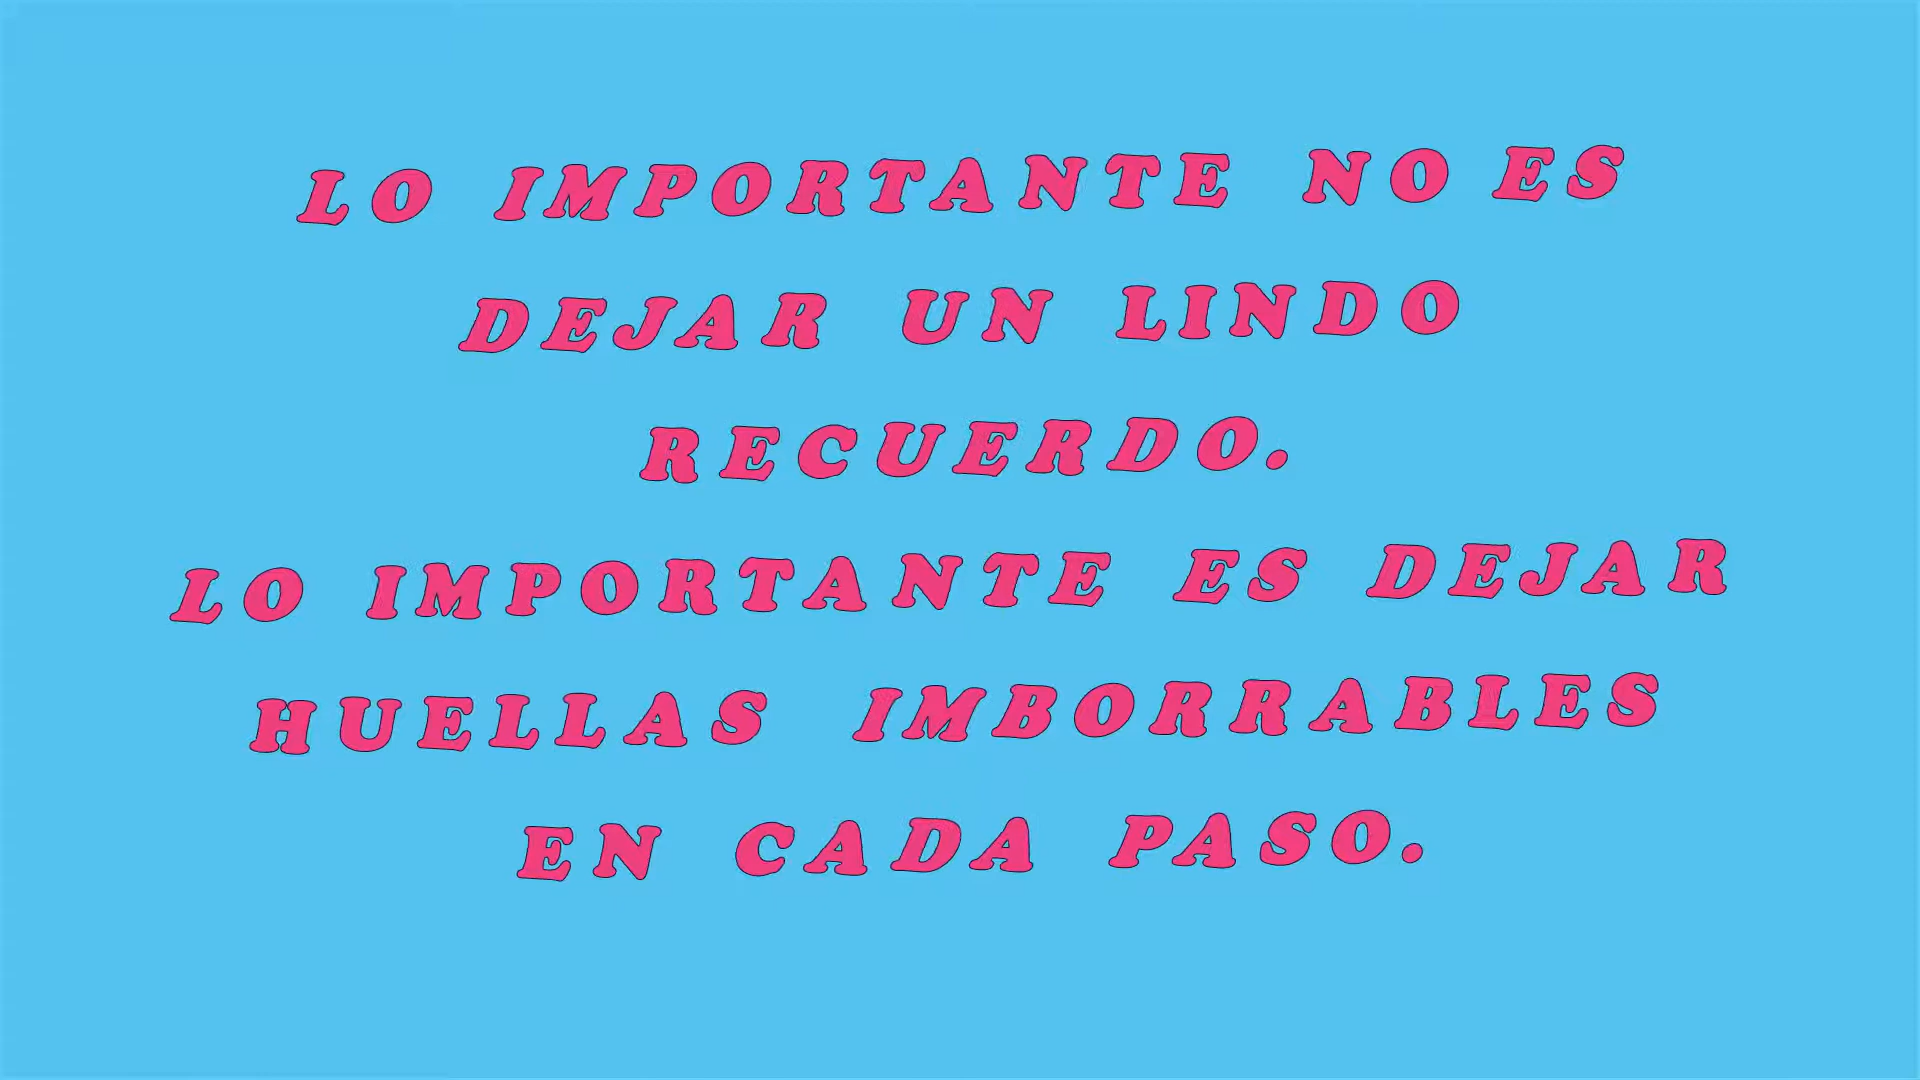 LO IMPORTANTE NO ES
DEJAR UN LINDO
RECUERDO.
LO IMPORTANTE ES DEJAR
HUELLAS IMBORRABLES
EN CADA PASO.